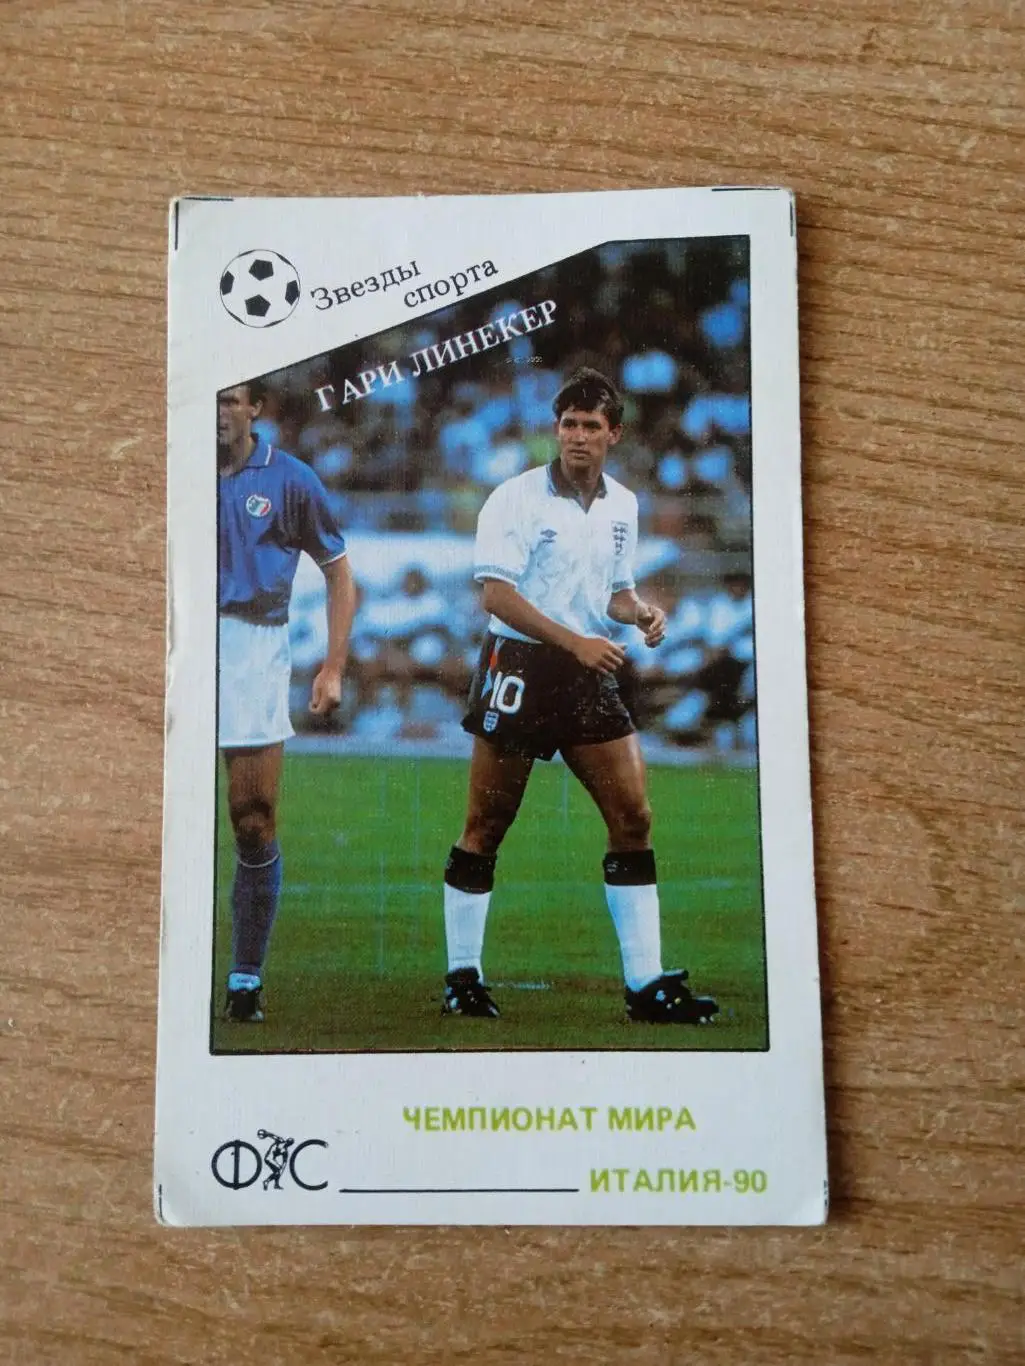 Звезды
спорта
ГАРИ ЛИНЕКЕР
10
ЧЕМПИОНАТ МИРА
ФиС
ИТАЛИЯ-90